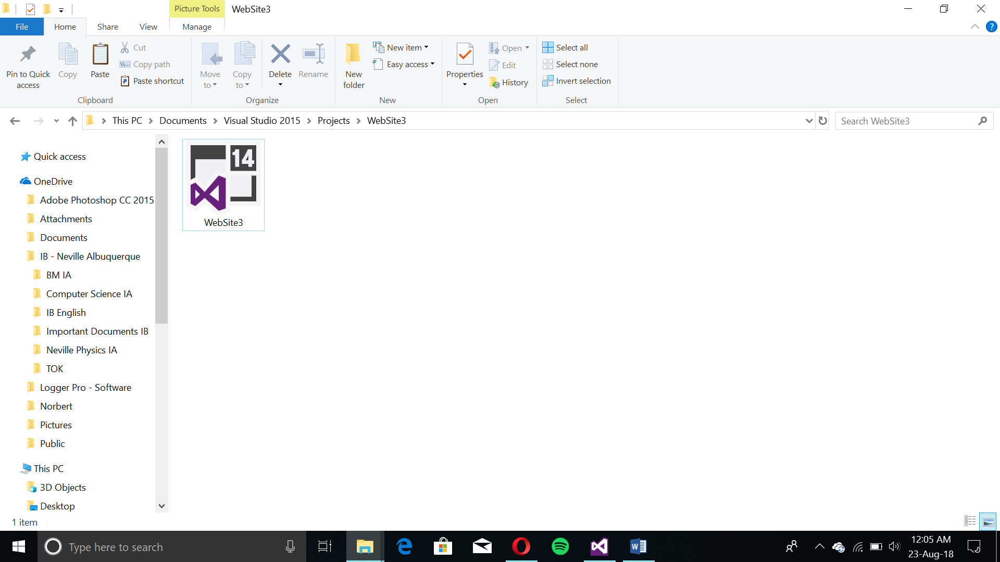 Picture Tools WebSite3
File Home Share View Manage
Pin to Quick access
Copy
Paste
Cut
Copy path
Paste shortcut
Clipboard
Move to
Copy to
Delete
Rename
Organize
New folder
New item
Easy access
New
Properties
Open
Edit
History
Open
Select all
Select none
Invert selection
Select
This PC Documents Visual Studio 2015 Projects WebSite3
Search WebSite3
Quick access
OneDrive
Adobe Photoshop CC 2015
Attachments
Documents
IB - Neville Albuquerque
BM IA
Computer Science IA
IB English
Important Documents IB
Neville Physics IA
TOK
Logger Pro - Software
Norbert
Pictures
Public
This PC
3D Objects
Desktop
14
WebSite3
1 item
Type here to search
12:05 AM
23-Aug-18